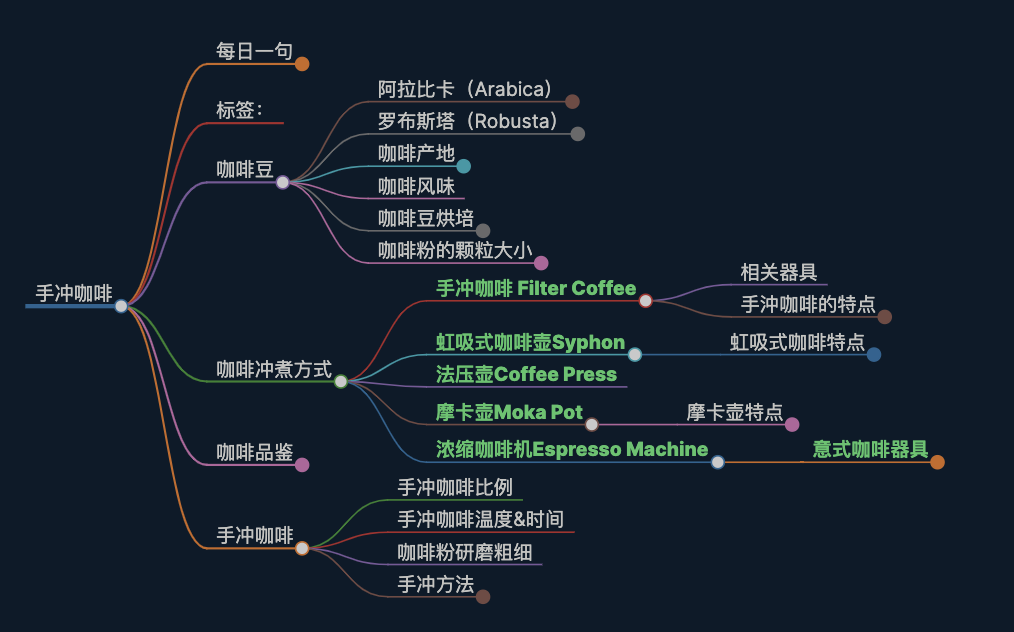 手冲咖啡
每日一句
标签：
咖啡豆
阿拉比卡（Arabica）
罗布斯塔（Robusta）
咖啡产地
咖啡风味
咖啡豆烘培
咖啡粉的颗粒大小
咖啡冲煮方式
手冲咖啡 Filter Coffee
相关器具
手沖咖啡的特点
虹吸式咖啡壶Syphon
虹吸式咖啡特点
法压壶Coffee Press
摩卡壶Moka Pot
摩卡壶特点
浓缩咖啡机Espresso Machine
意式咖啡器具
咖啡品鉴
手冲咖啡
手冲咖啡比例
手冲咖啡温度&时间
咖啡粉研磨粗细
手冲方法